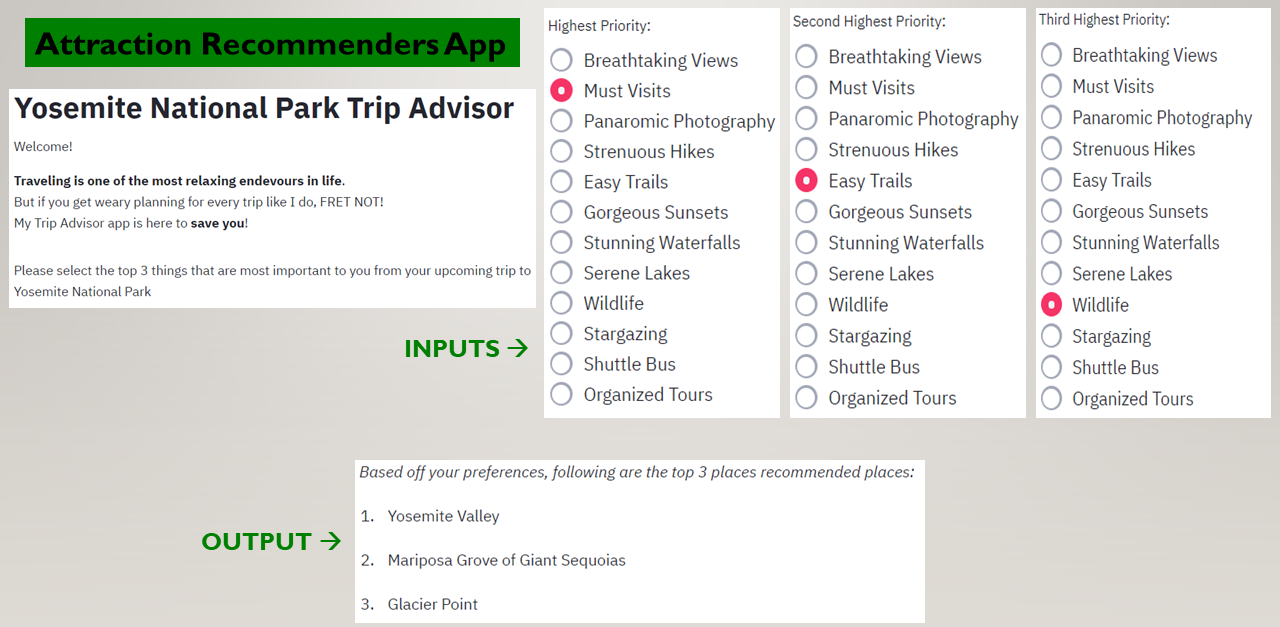 Attraction Recommenders App
Yosemite National Park Trip Advisor
Welcome!
Traveling is one of the most relaxing endevours in life.
But if you get weary planning for every trip like I do, FRET NOT!
My Trip Advisor app is here to save you!
Please select the top 3 things that are most important to you from your upcoming trip to
Yosemite National Park
INPUTS →
Highest Priority:
Breathtaking Views
Must Visits
Panaromic Photography
Strenuous Hikes
Easy Trails
Gorgeous Sunsets
Stunning Waterfalls
Serene Lakes
Wildlife
Stargazing
Shuttle Bus
Organized Tours
Second Highest Priority:
Breathtaking Views
Must Visits
Panaromic Photography
Strenuous Hikes
Easy Trails
Gorgeous Sunsets
Stunning Waterfalls
Serene Lakes
Wildlife
Stargazing
Shuttle Bus
Organized Tours
Third Highest Priority:
Breathtaking Views
Must Visits
Panaromic Photography
Strenuous Hikes
Easy Trails
Gorgeous Sunsets
Stunning Waterfalls
Serene Lakes
Wildlife
Stargazing
Shuttle Bus
Organized Tours
OUTPUT →
Based off your preferences, following are the top 3 places recommended places:
1. Yosemite Valley
2. Mariposa Grove of Giant Sequoias
3. Glacier Point